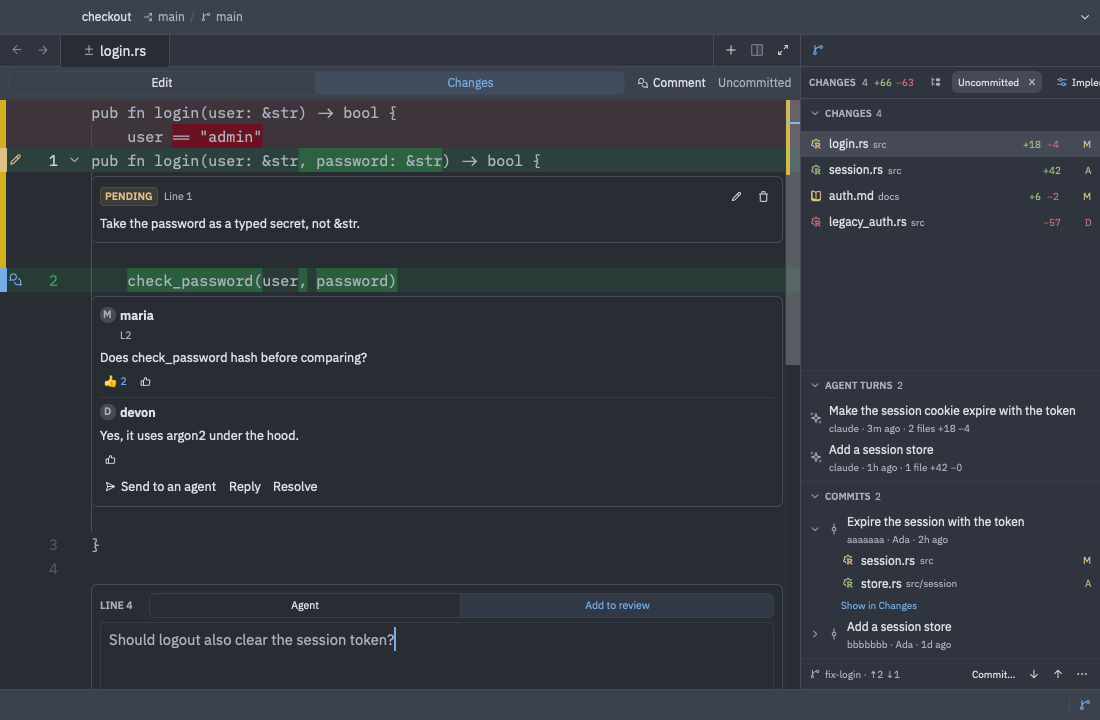 checkout main / main
± login.rs
Edit Changes Comment Uncommitted
pub fn login(user: &str) -> bool {
user == "admin"
1 pub fn login(user: &str, password: &str) -> bool {
PENDING Line 1
Take the password as a typed secret, not &str.
2 check_password(user, password)
M maria
L2
Does check_password hash before comparing?
👍 2
D devon
Yes, it uses argon2 under the hood.
Send to an agent Reply Resolve
3 }
4
LINE 4 Agent Add to review
Should logout also clear the session token?
CHANGES 4 +66 −63 Uncommitted × Imple
CHANGES 4
login.rs src +18 −4 M
session.rs src +42 A
auth.md docs +6 −2 M
legacy_auth.rs src −57 D
AGENT TURNS 2
Make the session cookie expire with the token
claude · 3m ago · 2 files +18 −4
Add a session store
claude · 1h ago · 1 file +42 −0
COMMITS 2
Expire the session with the token
aaaaaaa · Ada · 2h ago
session.rs src M
store.rs src/session A
Show in Changes
Add a session store
bbbbbbb · Ada · 1d ago
fix-login · ↑2 ↓1 Commit... ↓ ↑ ···